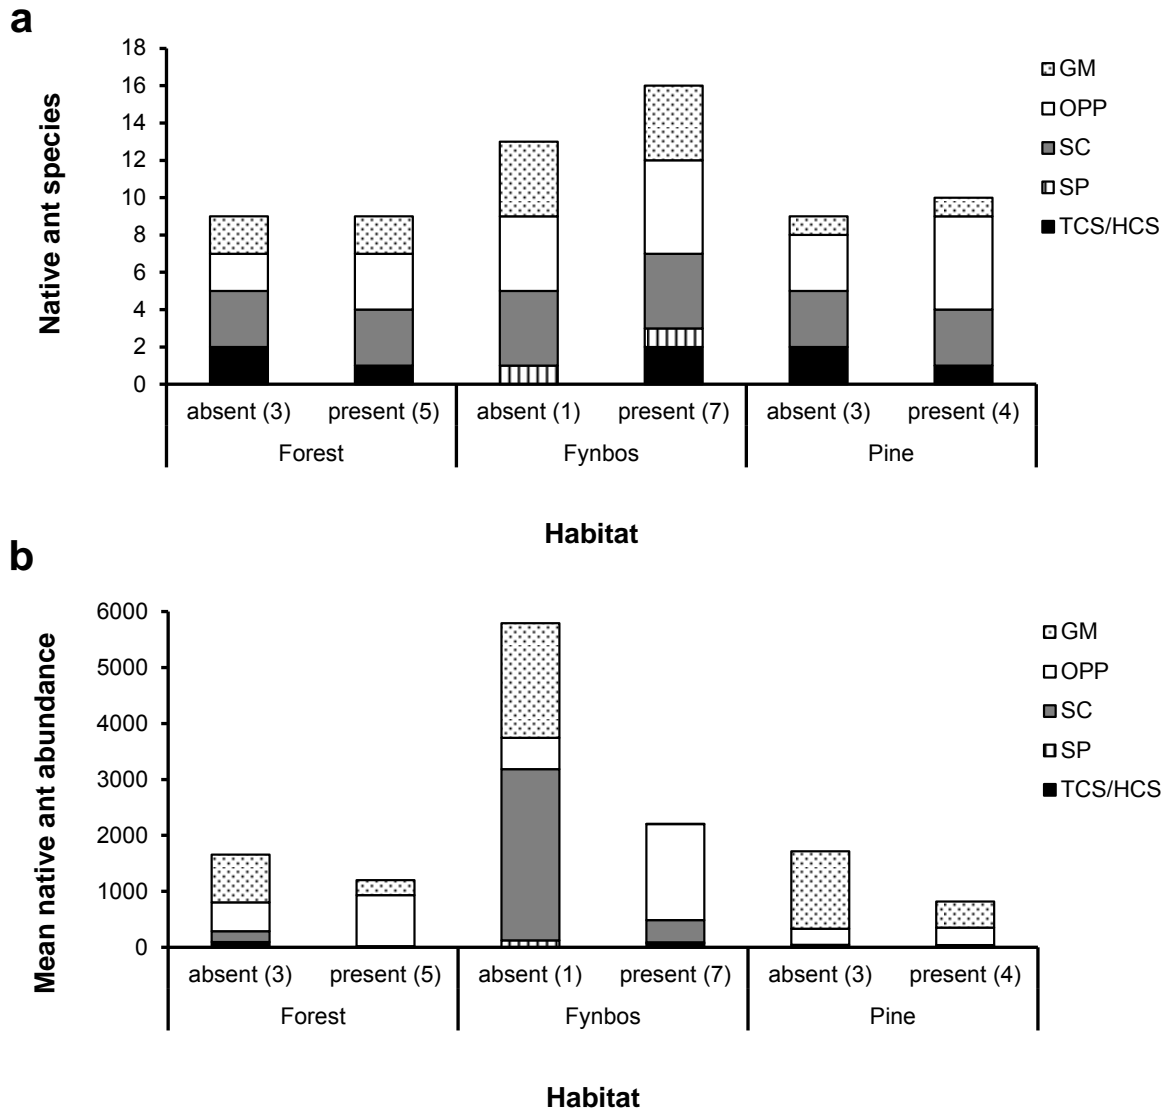 a
Native ant species
18
16
14
12
10
8
6
4
2
0
GM
OPP
SC
SP
TCS/HCS
absent (3) present (5) absent (1) present (7) absent (3) present (4)
Forest Fynbos Pine
Habitat
b
Mean native ant abundance
6000
5000
4000
3000
2000
1000
0
GM
OPP
SC
SP
TCS/HCS
absent (3) present (5) absent (1) present (7) absent (3) present (4)
Forest Fynbos Pine
Habitat